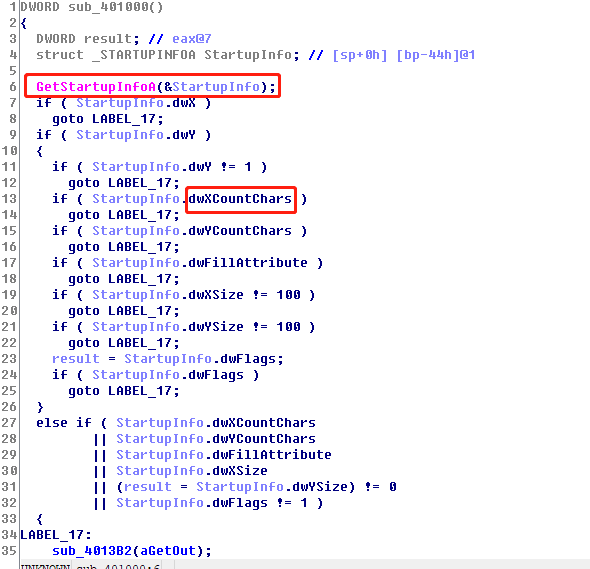 1 DWORD sub_401000()
2 {
3 DWORD result; // eax@7
4 struct _STARTUPINFOA StartupInfo; // [sp+0h] [bp-44h]@1
5
6 GetStartupInfoA(&StartupInfo);
7 if ( StartupInfo.dwX )
8 goto LABEL_17;
9 if ( StartupInfo.dwY )
10 {
11 if ( StartupInfo.dwY != 1 )
12 goto LABEL_17;
13 if ( StartupInfo.dwXCountChars )
14 goto LABEL_17;
15 if ( StartupInfo.dwYCountChars )
16 goto LABEL_17;
17 if ( StartupInfo.dwFillAttribute )
18 goto LABEL_17;
19 if ( StartupInfo.dwXSize != 100 )
20 goto LABEL_17;
21 if ( StartupInfo.dwYSize != 100 )
22 goto LABEL_17;
23 result = StartupInfo.dwFlags;
24 if ( StartupInfo.dwFlags )
25 goto LABEL_17;
26 }
27 else if ( StartupInfo.dwXCountChars
28 || StartupInfo.dwYCountChars
29 || StartupInfo.dwFillAttribute
30 || StartupInfo.dwXSize
31 || (result = StartupInfo.dwYSize) != 0
32 || StartupInfo.dwFlags != 1 )
33 {
34 LABEL_17:
35 sub_4013B2(aGetOut);
UNKNOWN sub_401000:6